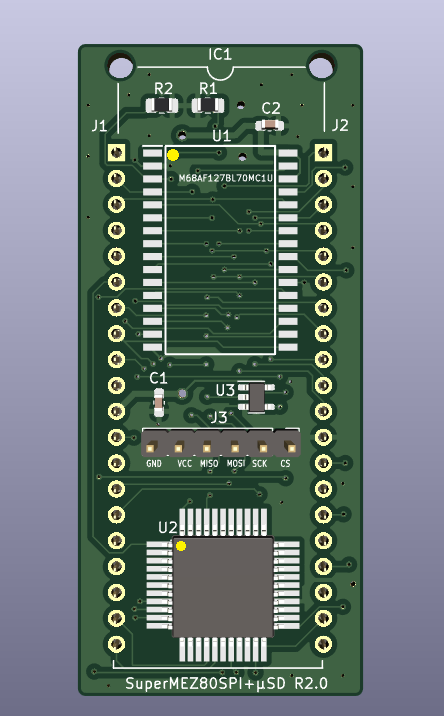 IC1
R2 R1
C2
J1 J2
U1
M68AF127BL70MC1U
C1
U3
J3
GND VCC MISO MOSI SCK CS
U2
SuperMEZ80SPI+µSD R2.0